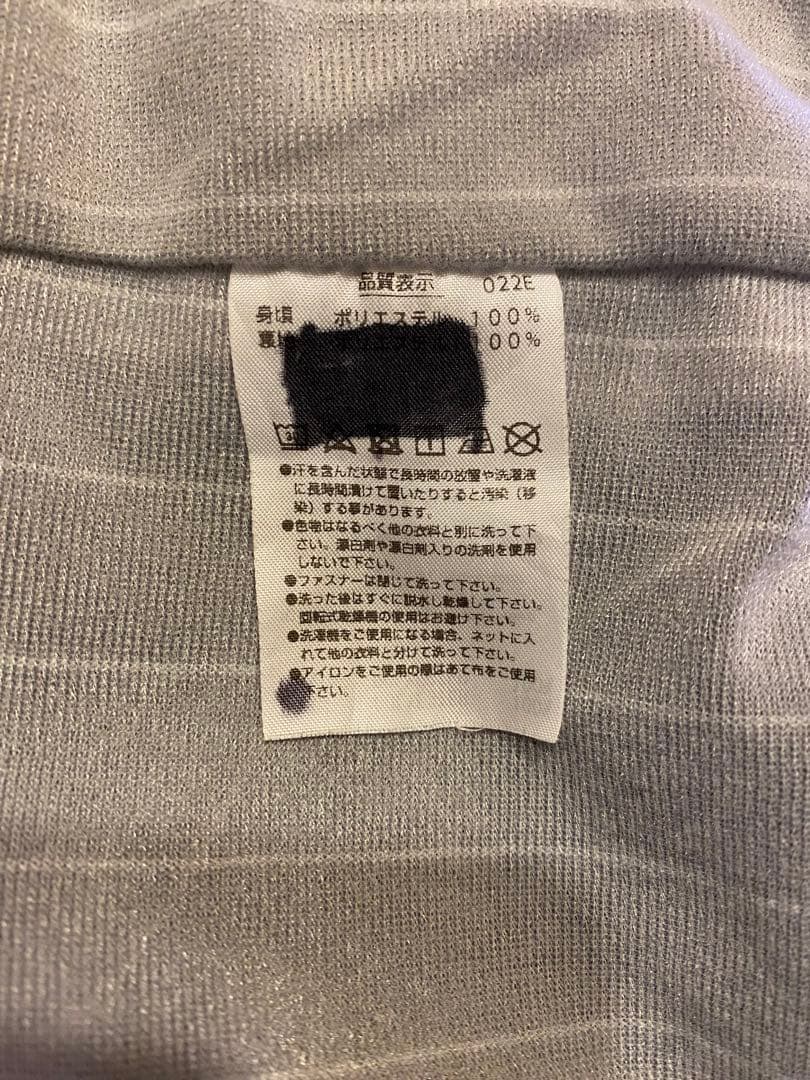 品質表示 022E
身頃 ポリエステル 100%
100%
●汗を含んだ状態で長時間の放置や洗濯液
に長時間漬けて置いたりすると汚染(移
染)する事があります。
●色物はなるべく他の衣料と別に洗って下
さい。漂白剤や漂白剤入りの洗剤を使用
しないで下さい。
●ファスナーは閉じて洗って下さい。
●洗った後はすぐに脱水し乾燥して下さい。
回転式乾燥機の使用はお避け下さい。
●洗濯機をご使用になる場合、ネットに入
れて他の衣料と分けて洗って下さい。
●アイロンをご使用の際はあて布をご使用
下さい。